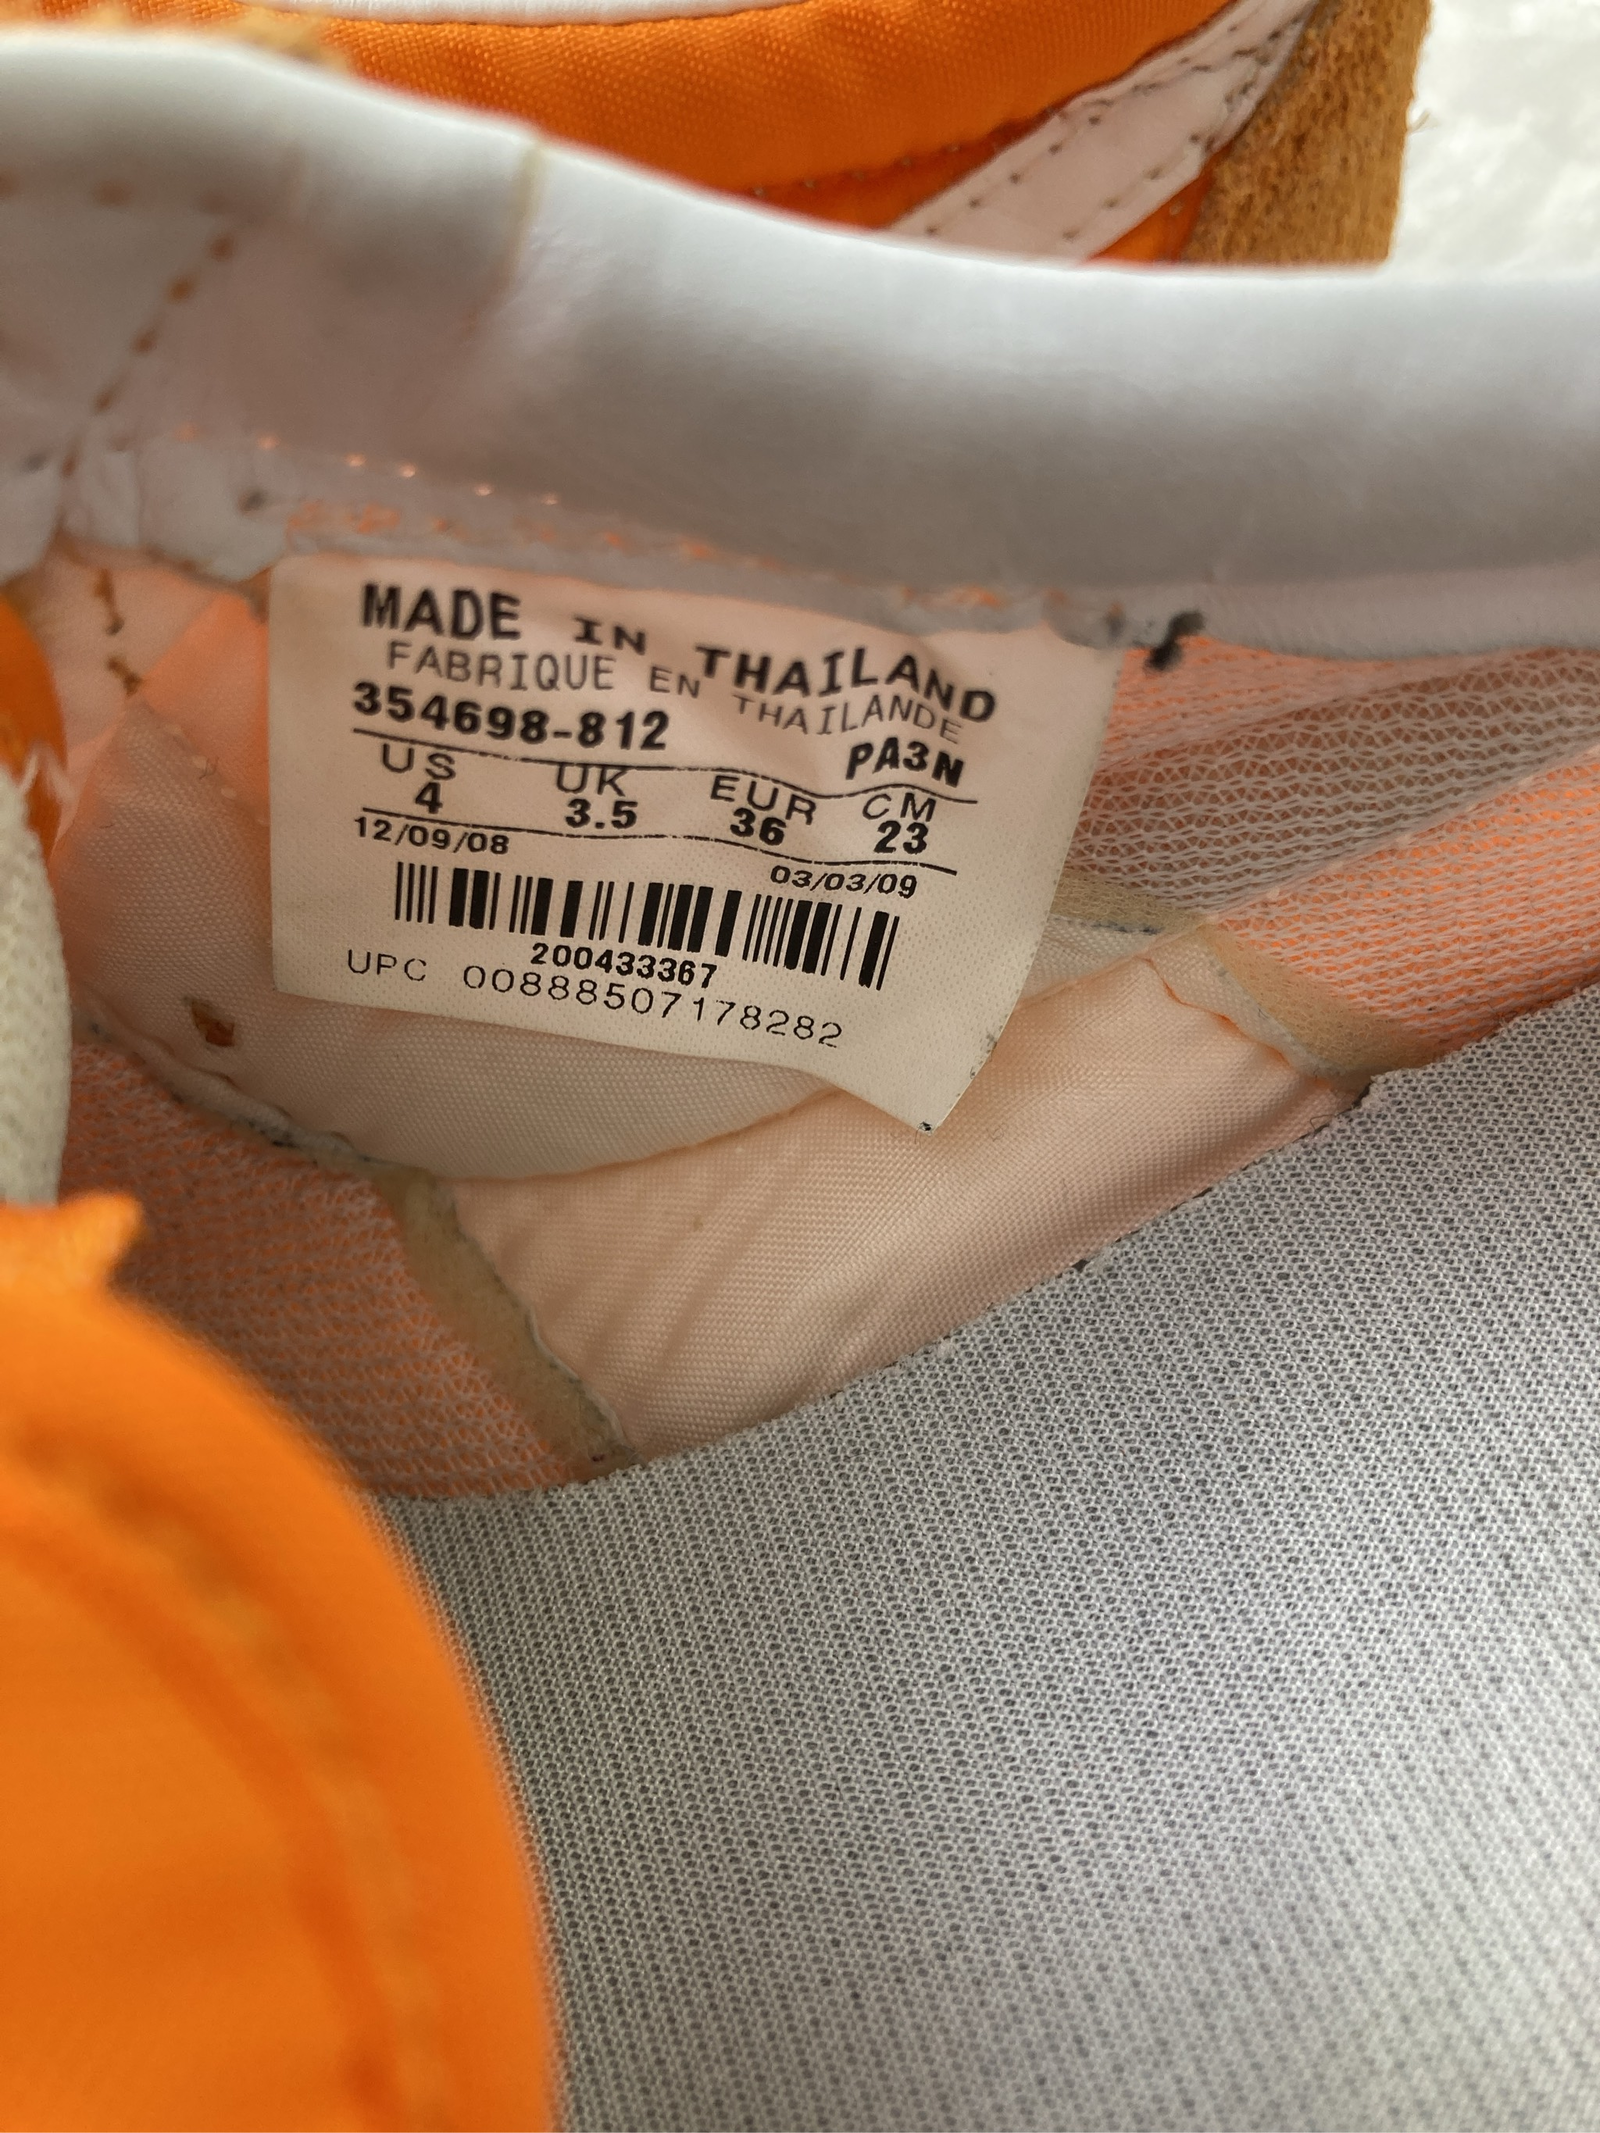 MADE IN THAILAND
FABRIQUE EN THAILANDE
354698-812 PA3N
US UK EUR CM
4 3.5 36 23
12/09/08 03/03/09
200433367
UPC 00888507178282